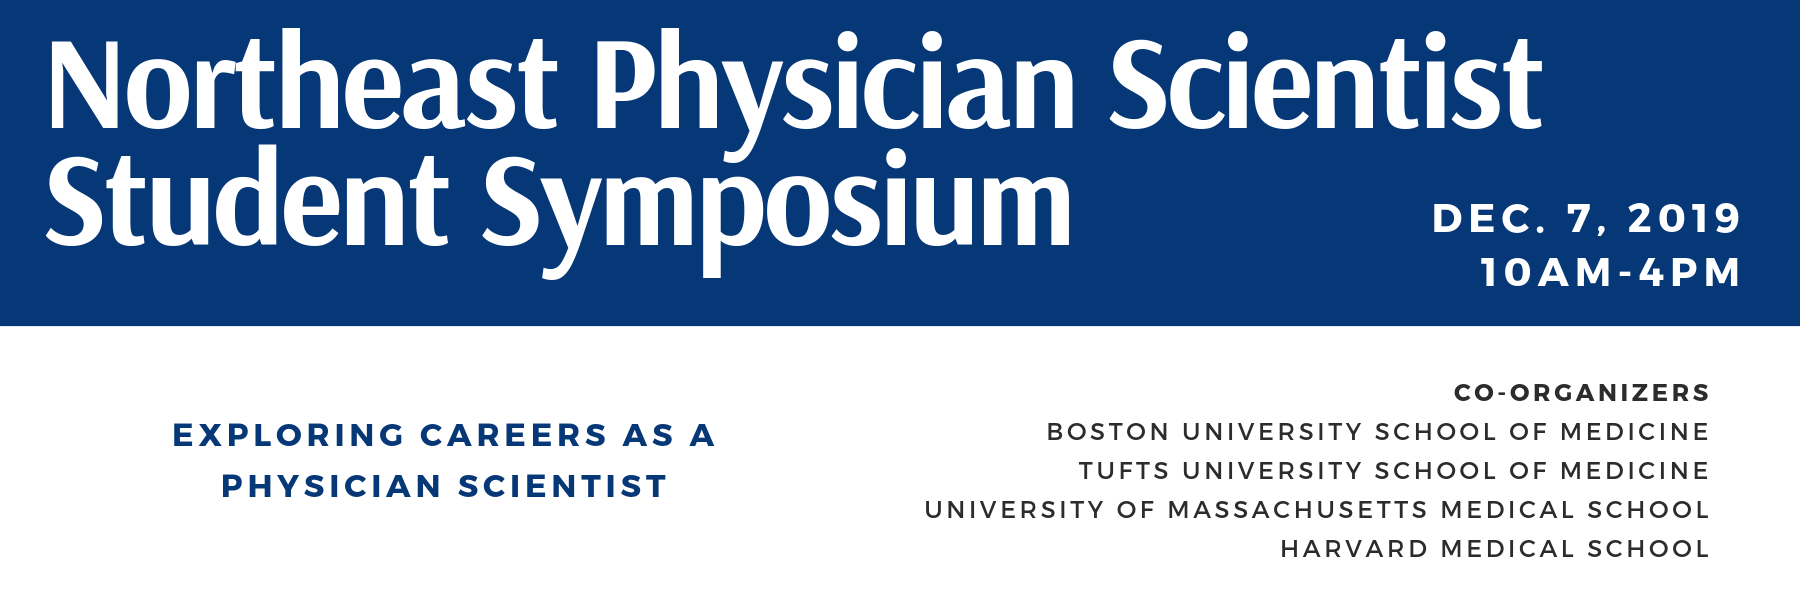 Northeast Physician Scientist
Student Symposium
DEC. 7, 2019
10AM-4PM
EXPLORING CAREERS AS A
PHYSICIAN SCIENTIST
CO-ORGANIZERS
BOSTON UNIVERSITY SCHOOL OF MEDICINE
TUFTS UNIVERSITY SCHOOL OF MEDICINE
UNIVERSITY OF MASSACHUSETTS MEDICAL SCHOOL
HARVARD MEDICAL SCHOOL